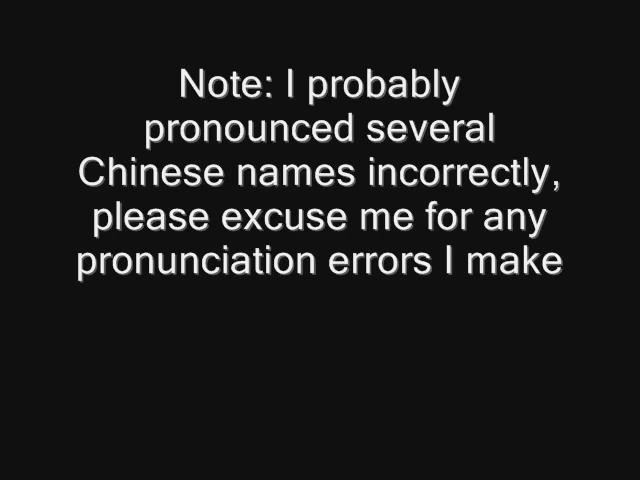 Note: I probably
pronounced several
Chinese names incorrectly,
please excuse me for any
pronunciation errors I make